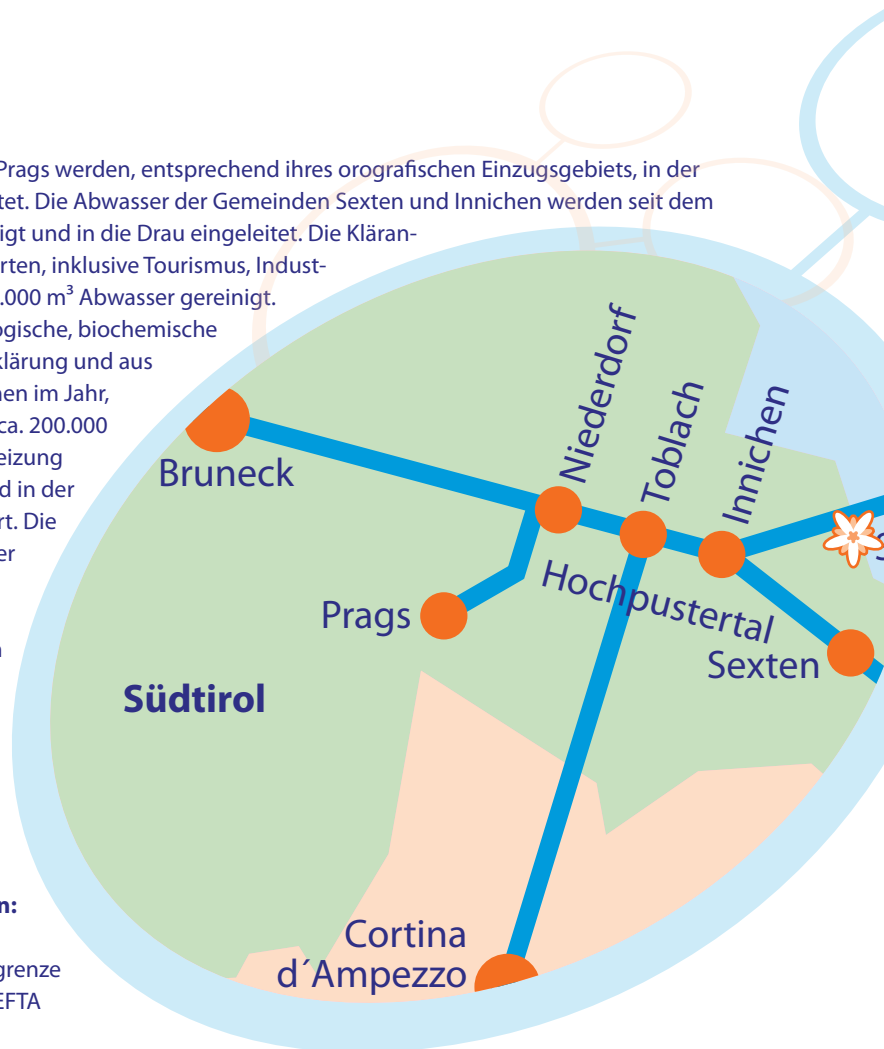 Prags werden, entsprechend ihres orografischen Einzugsgebiets, in der
tet. Die Abwasser der Gemeinden Sexten und Innichen werden seit dem
igt und in die Drau eingeleitet. Die Kläran-
rten, inklusive Tourismus, Indust-
.000 m³ Abwasser gereinigt.
ogische, biochemische
klärung und aus
nen im Jahr,
ca. 200.000
eizung
d in der
rt. Die
er
n
Niederdorf
Toblach
Innichen
Bruneck
Hochpustertal
Prags
Sexten
Südtirol
n:
Cortina
d´Ampezzo
grenze
EFTA